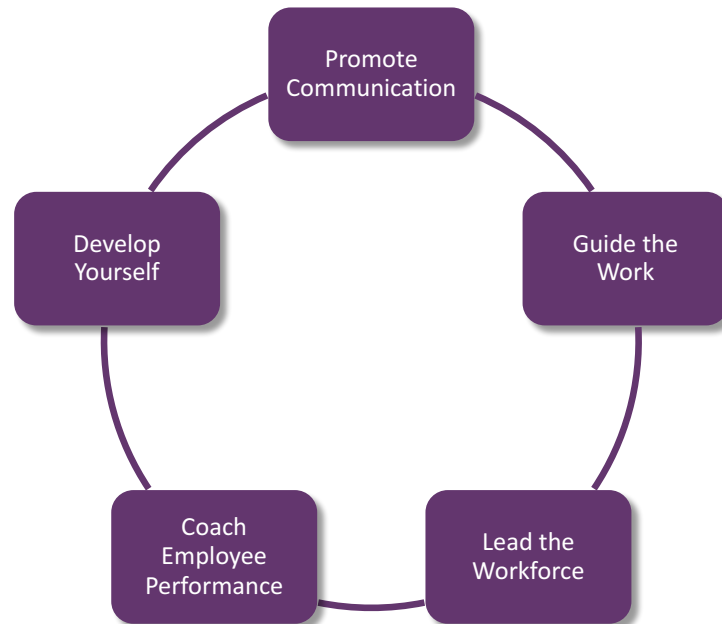 Promote
Communication
Guide the
Work
Lead the
Workforce
Coach
Employee
Performance
Develop
Yourself